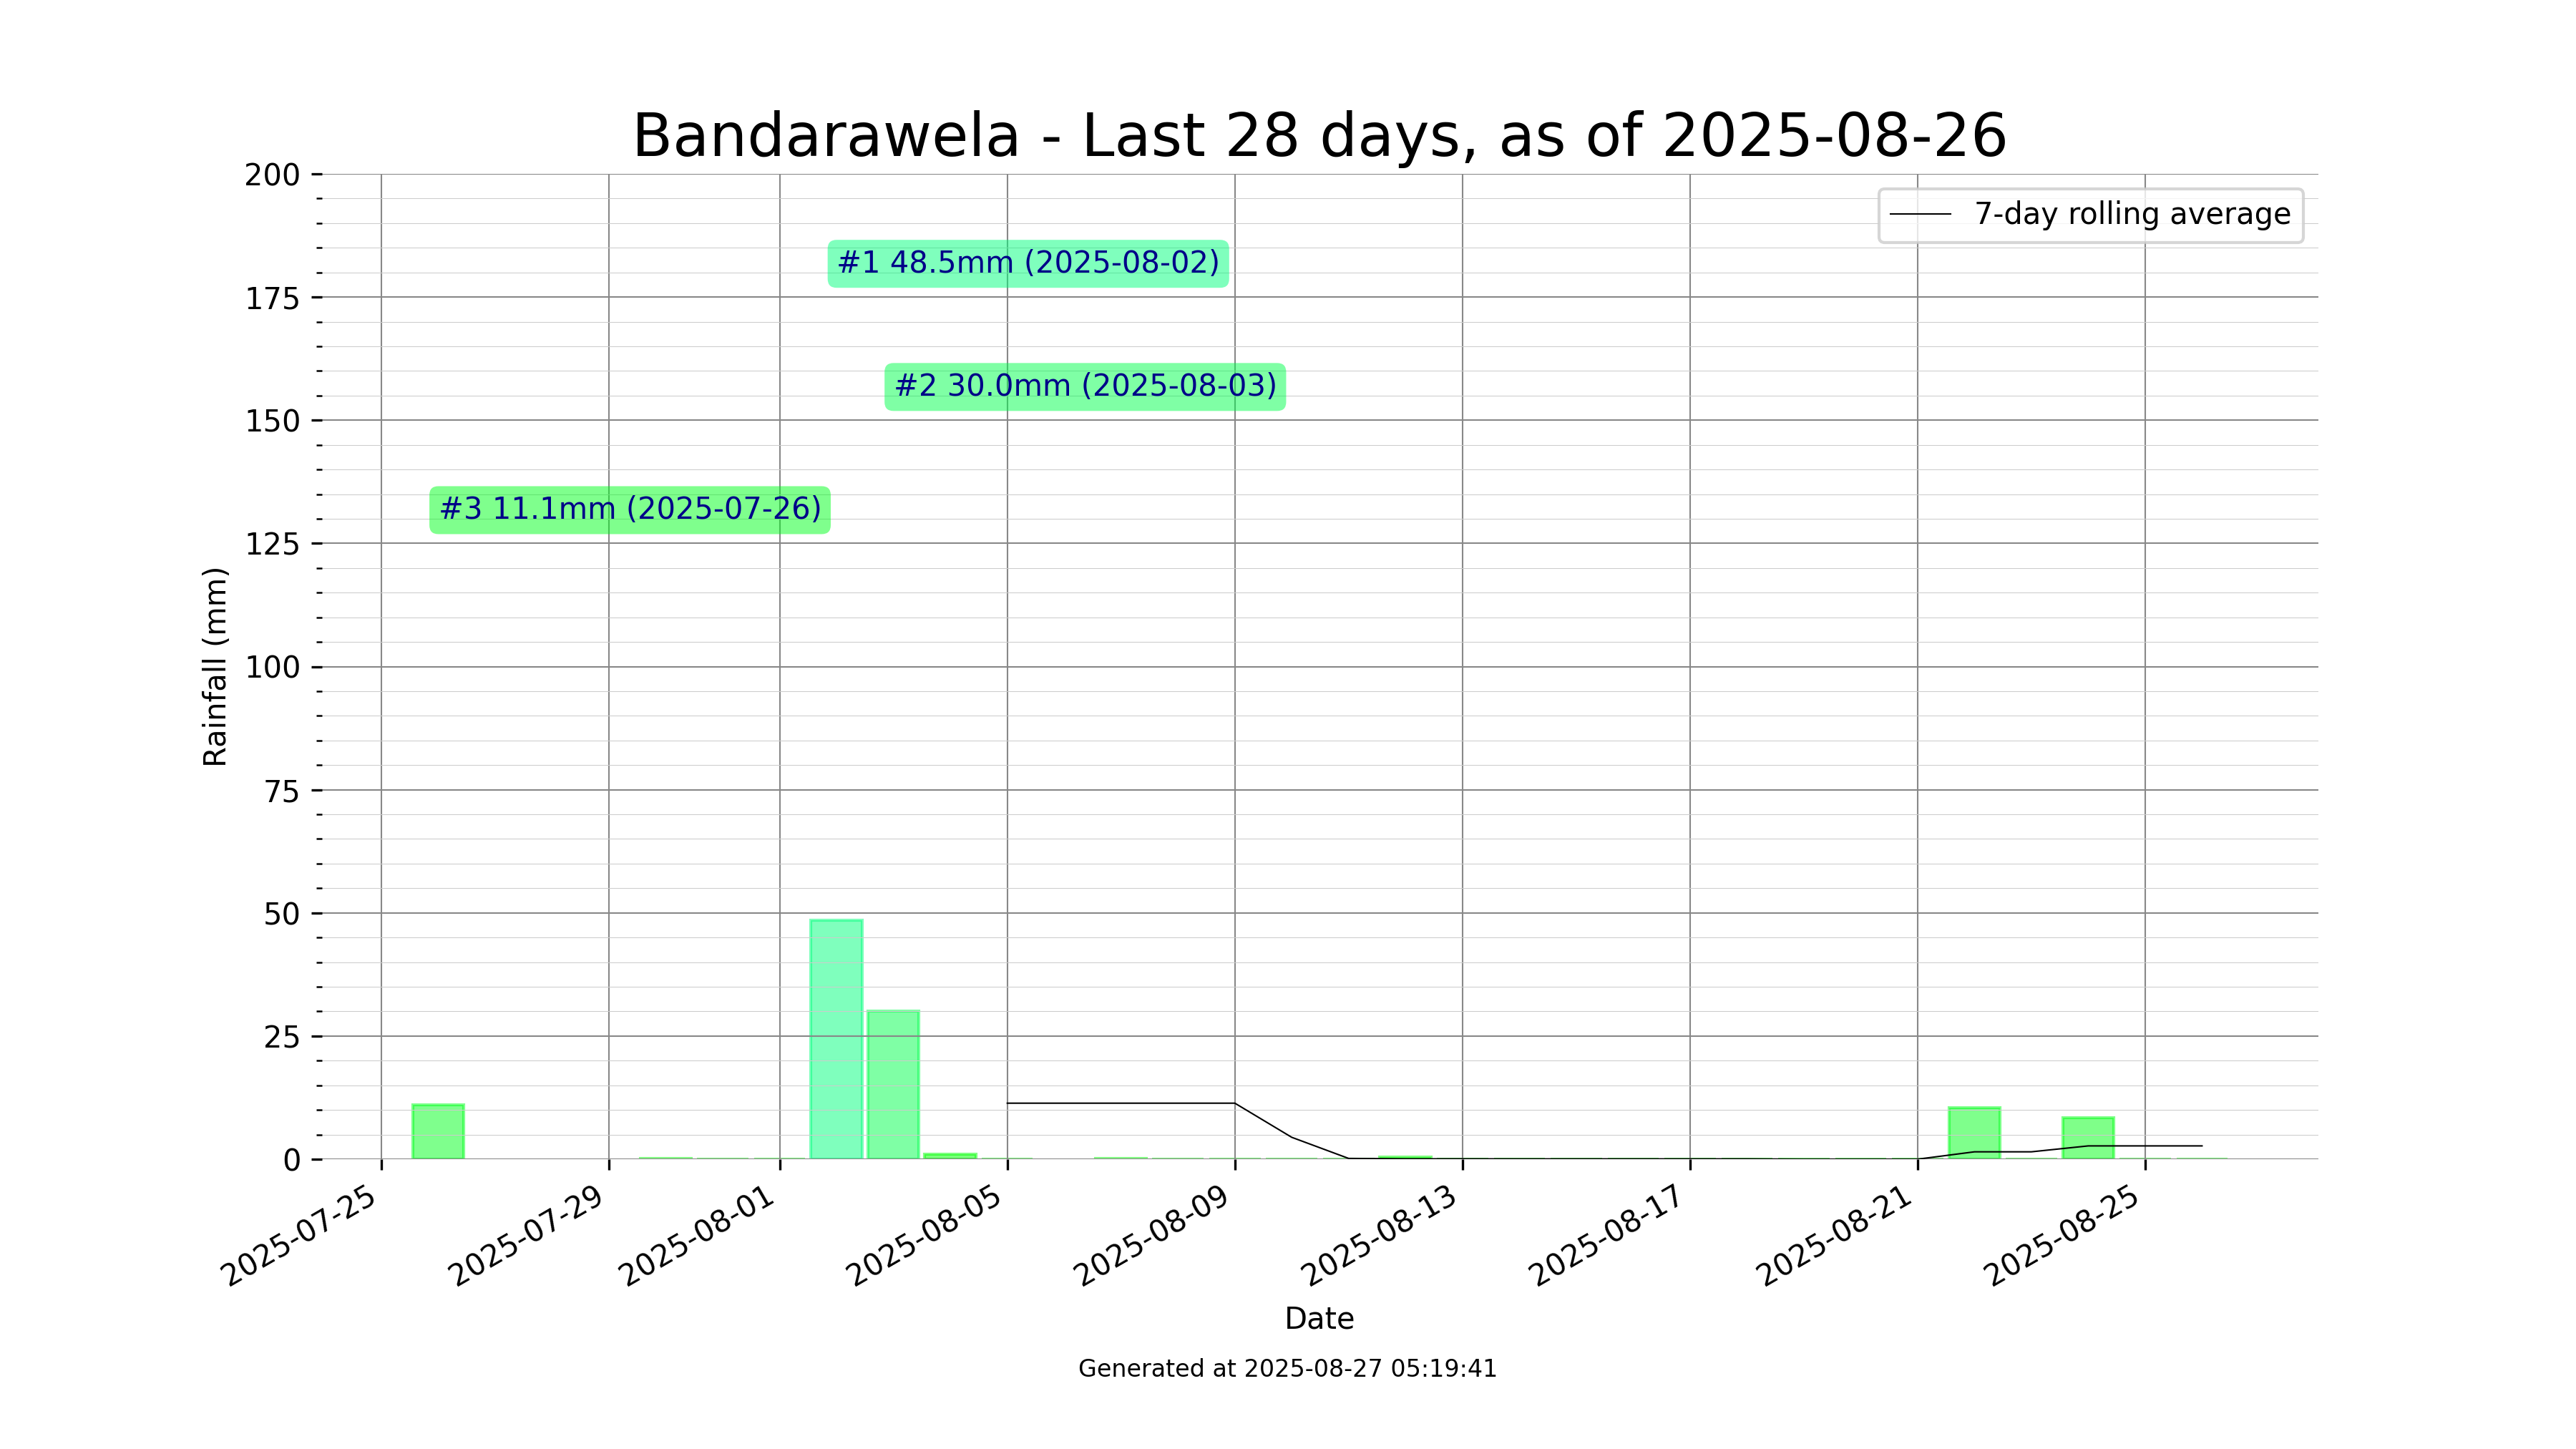 Bandarawela - Last 28 days, as of 2025-08-26
7-day rolling average
#1 48.5mm (2025-08-02)
#2 30.0mm (2025-08-03)
#3 11.1mm (2025-07-26)
200
175
150
125
100
75
50
25
0
Rainfall (mm)
2025-07-25
2025-07-29
2025-08-01
2025-08-05
2025-08-09
2025-08-13
2025-08-17
2025-08-21
2025-08-25
Date
Generated at 2025-08-27 05:19:41